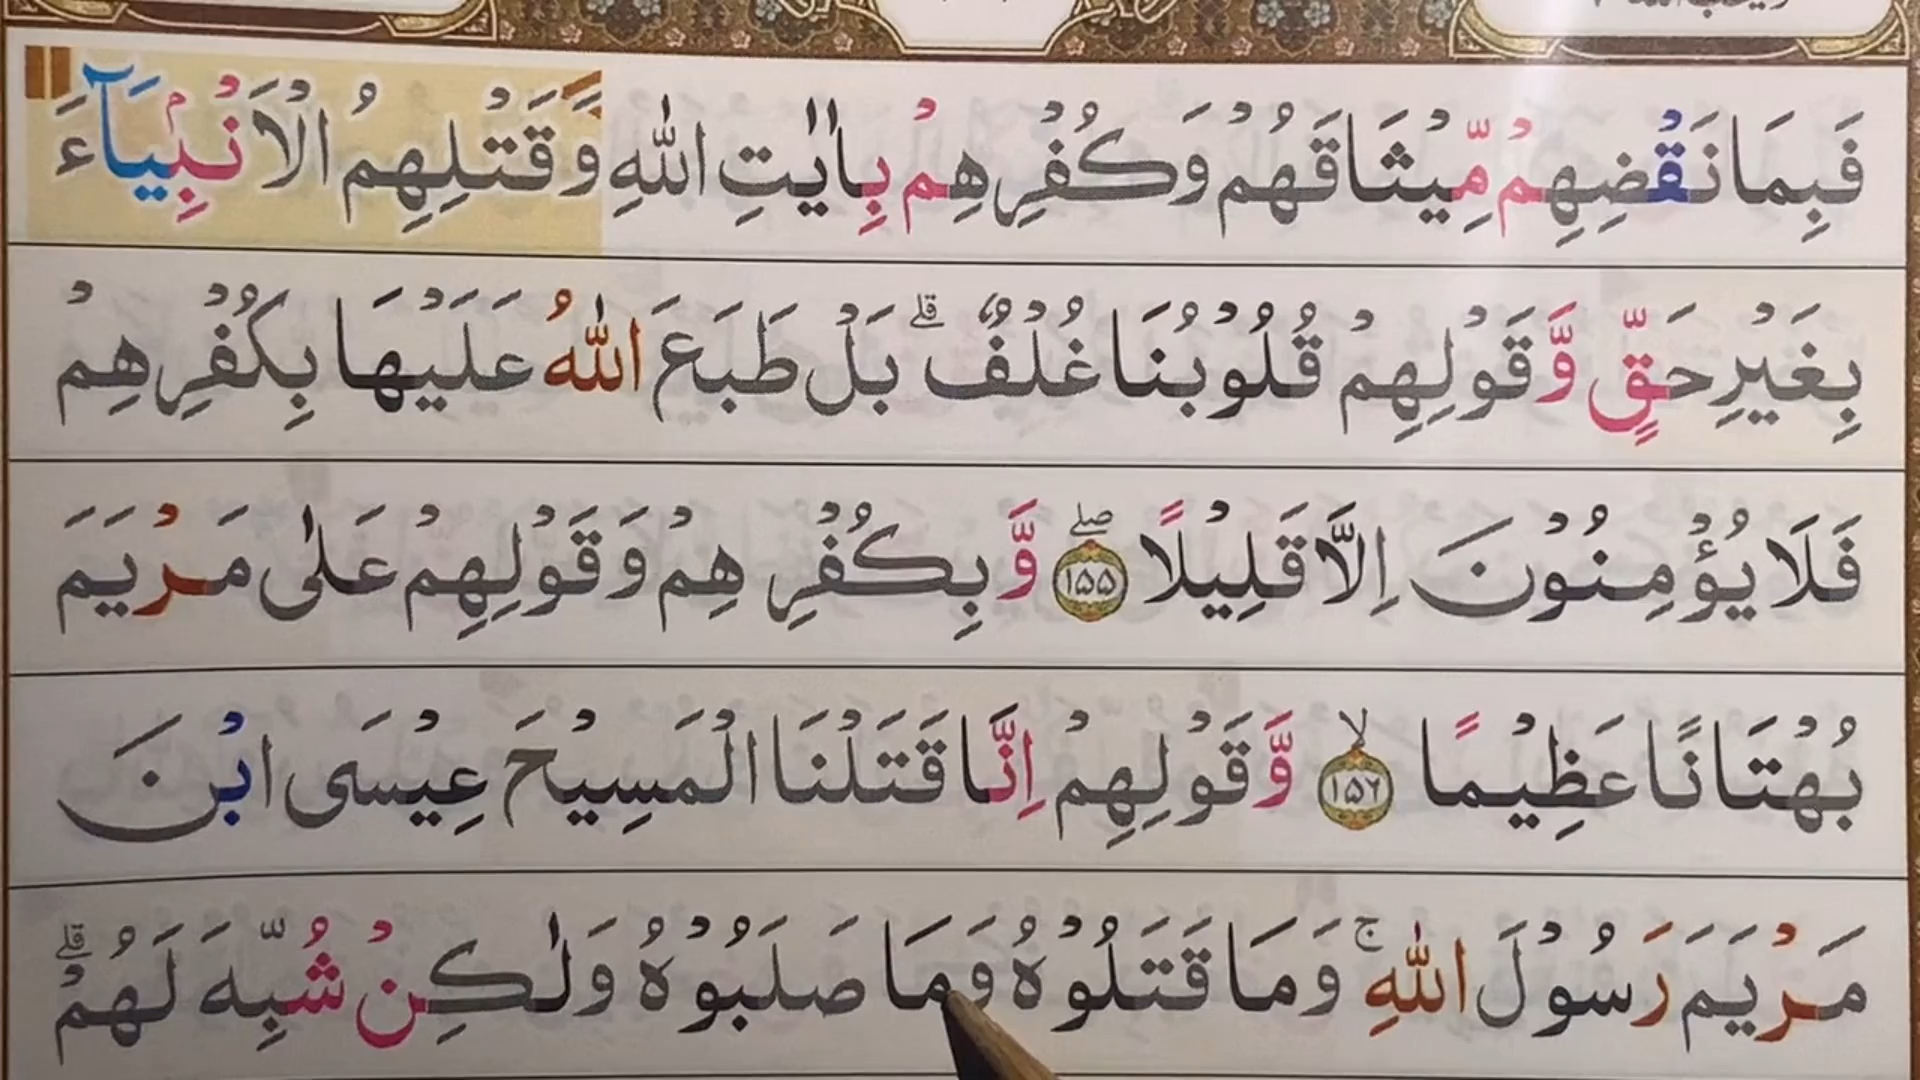 فَبِمَا نَقْضِهِمْ مِّيْثَاقَهُمْ وَكُفْرِهِمْ بِاٰيٰتِ اللّٰهِ وَقَتْلِهِمُ الْاَنْۢبِيَآءَ
بِغَيْرِ حَقٍّ وَّقَوْلِهِمْ قُلُوْبُنَا غُلْفٌ ؕ بَلْ طَبَعَ اللّٰهُ عَلَيْهَا بِكُفْرِهِمْ
فَلَا يُؤْمِنُوْنَ اِلَّا قَلِيْلًا ۖ ۱۵۵ وَّبِكُفْرِهِمْ وَقَوْلِهِمْ عَلٰى مَرْيَمَ
بُهْتَانًا عَظِيْمًا ۙ ۱۵۶ وَّقَوْلِهِمْ اِنَّا قَتَلْنَا الْمَسِيْحَ عِيْسَى ابْنَ
مَرْيَمَ رَسُوْلَ اللّٰهِ ۚ وَمَا قَتَلُوْهُ وَمَا صَلَبُوْهُ وَلٰكِنْ شُبِّهَ لَهُمْ ۗ